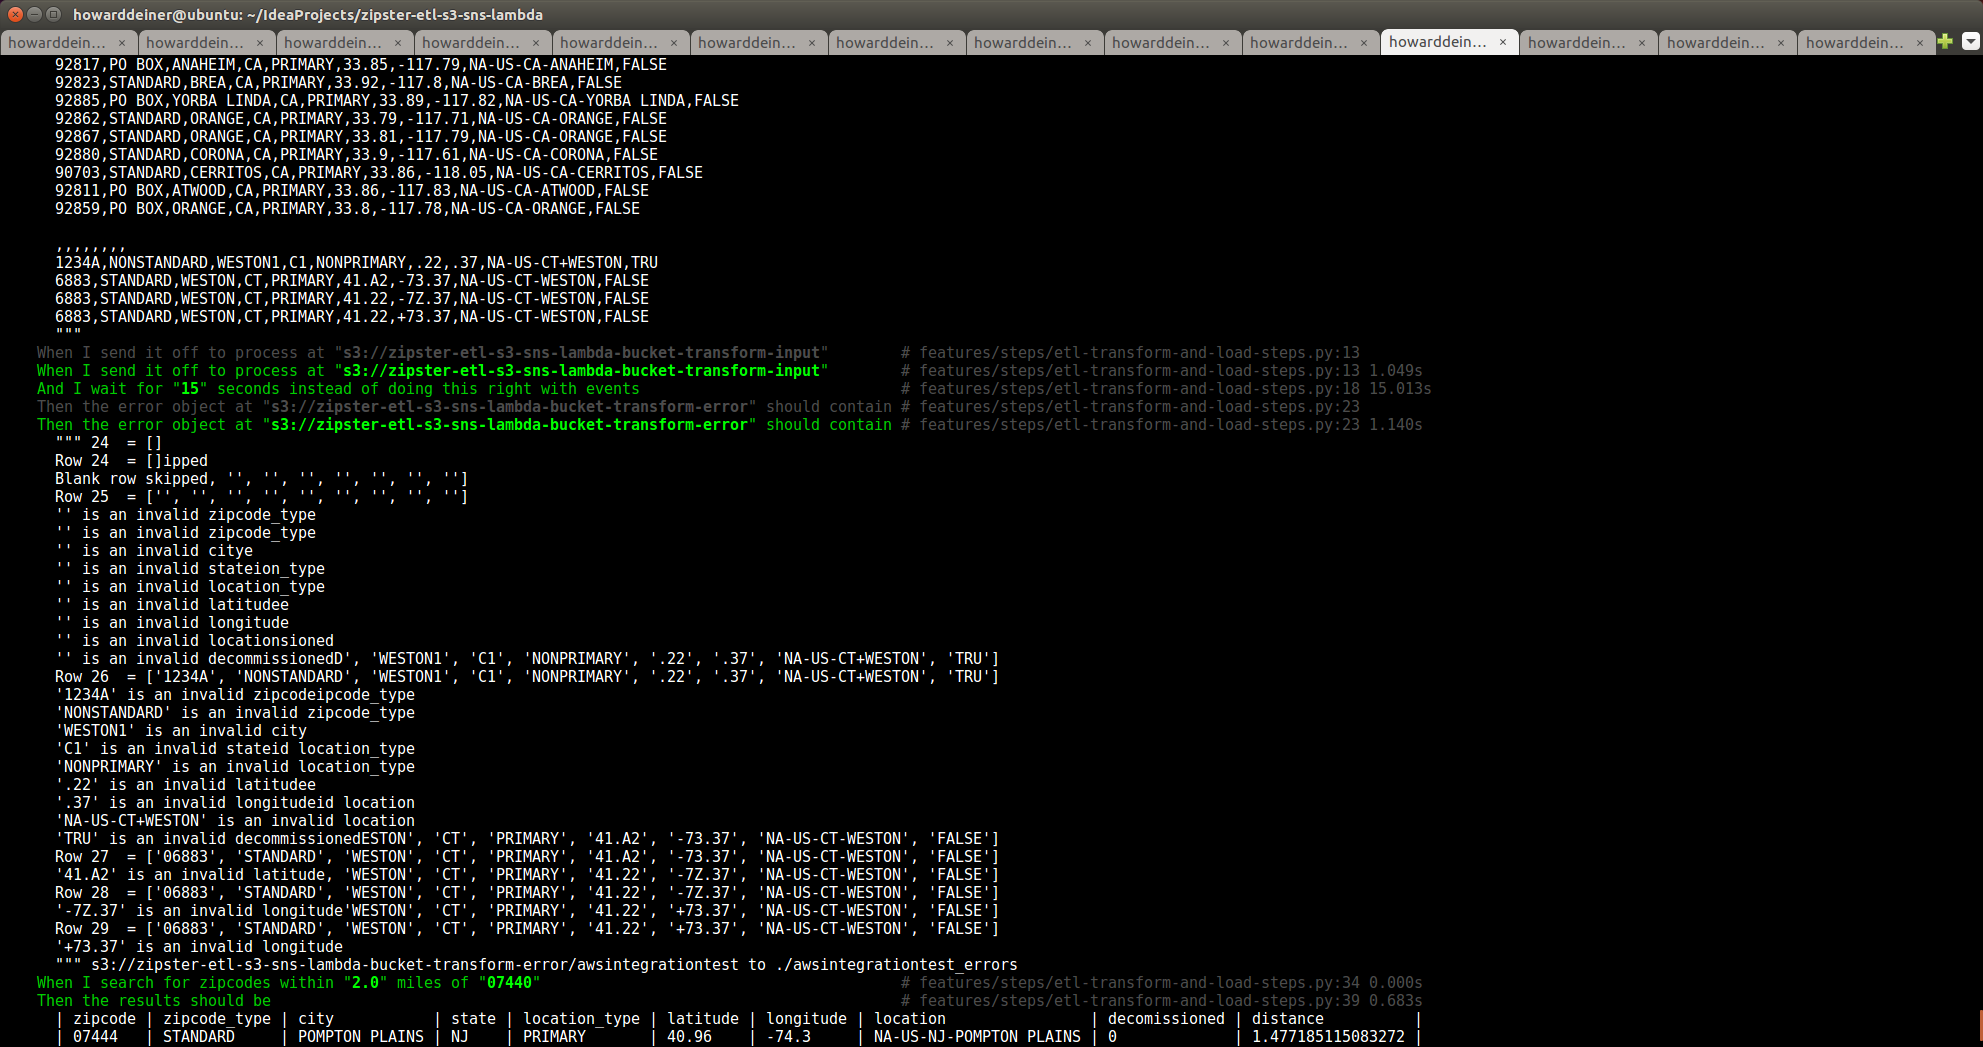 howarddeiner@ubuntu: ~/IdeaProjects/zipster-etl-s3-sns-lambda
howarddein... × howarddein... × howarddein... × howarddein... × howarddein... × howarddein... × howarddein... × howarddein... × howarddein... × howarddein... × howarddein... × howarddein... × howarddein... × howarddein... ×
92817,PO BOX,ANAHEIM,CA,PRIMARY,33.85,-117.79,NA-US-CA-ANAHEIM,FALSE
92823,STANDARD,BREA,CA,PRIMARY,33.92,-117.8,NA-US-CA-BREA,FALSE
92885,PO BOX,YORBA LINDA,CA,PRIMARY,33.89,-117.82,NA-US-CA-YORBA LINDA,FALSE
92862,STANDARD,ORANGE,CA,PRIMARY,33.79,-117.71,NA-US-CA-ORANGE,FALSE
92867,STANDARD,ORANGE,CA,PRIMARY,33.81,-117.79,NA-US-CA-ORANGE,FALSE
92880,STANDARD,CORONA,CA,PRIMARY,33.9,-117.61,NA-US-CA-CORONA,FALSE
90703,STANDARD,CERRITOS,CA,PRIMARY,33.86,-118.05,NA-US-CA-CERRITOS,FALSE
92811,PO BOX,ATWOOD,CA,PRIMARY,33.86,-117.83,NA-US-CA-ATWOOD,FALSE
92859,PO BOX,ORANGE,CA,PRIMARY,33.8,-117.78,NA-US-CA-ORANGE,FALSE
,,,,,,,,
1234A,NONSTANDARD,WESTON1,C1,NONPRIMARY,.22,.37,NA-US-CT+WESTON,TRU
6883,STANDARD,WESTON,CT,PRIMARY,41.A2,-73.37,NA-US-CT-WESTON,FALSE
6883,STANDARD,WESTON,CT,PRIMARY,41.22,-7Z.37,NA-US-CT-WESTON,FALSE
6883,STANDARD,WESTON,CT,PRIMARY,41.22,+73.37,NA-US-CT-WESTON,FALSE
"""
When I send it off to process at "s3://zipster-etl-s3-sns-lambda-bucket-transform-input" # features/steps/etl-transform-and-load-steps.py:13
When I send it off to process at "s3://zipster-etl-s3-sns-lambda-bucket-transform-input" # features/steps/etl-transform-and-load-steps.py:13 1.049s
And I wait for "15" seconds instead of doing this right with events # features/steps/etl-transform-and-load-steps.py:18 15.013s
Then the error object at "s3://zipster-etl-s3-sns-lambda-bucket-transform-error" should contain # features/steps/etl-transform-and-load-steps.py:23
Then the error object at "s3://zipster-etl-s3-sns-lambda-bucket-transform-error" should contain # features/steps/etl-transform-and-load-steps.py:23 1.140s
""" 24  = []
Row 24  = []ipped
Blank row skipped, '', '', '', '', '', '', '']
Row 25  = ['', '', '', '', '', '', '', '', '']
'' is an invalid zipcode_type
'' is an invalid zipcode_type
'' is an invalid citye
'' is an invalid stateion_type
'' is an invalid location_type
'' is an invalid latitudee
'' is an invalid longitude
'' is an invalid locationsioned
'' is an invalid decommissionedD', 'WESTON1', 'C1', 'NONPRIMARY', '.22', '.37', 'NA-US-CT+WESTON', 'TRU']
Row 26  = ['1234A', 'NONSTANDARD', 'WESTON1', 'C1', 'NONPRIMARY', '.22', '.37', 'NA-US-CT+WESTON', 'TRU']
'1234A' is an invalid zipcodeipcode_type
'NONSTANDARD' is an invalid zipcode_type
'WESTON1' is an invalid city
'C1' is an invalid stateid location_type
'NONPRIMARY' is an invalid location_type
'.22' is an invalid latitudee
'.37' is an invalid longitudeid location
'NA-US-CT+WESTON' is an invalid location
'TRU' is an invalid decommissionedESTON', 'CT', 'PRIMARY', '41.A2', '-73.37', 'NA-US-CT-WESTON', 'FALSE']
Row 27  = ['06883', 'STANDARD', 'WESTON', 'CT', 'PRIMARY', '41.A2', '-73.37', 'NA-US-CT-WESTON', 'FALSE']
'41.A2' is an invalid latitude, 'WESTON', 'CT', 'PRIMARY', '41.22', '-7Z.37', 'NA-US-CT-WESTON', 'FALSE']
Row 28  = ['06883', 'STANDARD', 'WESTON', 'CT', 'PRIMARY', '41.22', '-7Z.37', 'NA-US-CT-WESTON', 'FALSE']
'-7Z.37' is an invalid longitude'WESTON', 'CT', 'PRIMARY', '41.22', '+73.37', 'NA-US-CT-WESTON', 'FALSE']
Row 29  = ['06883', 'STANDARD', 'WESTON', 'CT', 'PRIMARY', '41.22', '+73.37', 'NA-US-CT-WESTON', 'FALSE']
'+73.37' is an invalid longitude
""" s3://zipster-etl-s3-sns-lambda-bucket-transform-error/awsintegrationtest to ./awsintegrationtest_errors
When I search for zipcodes within "2.0" miles of "07440" # features/steps/etl-transform-and-load-steps.py:34 0.000s
Then the results should be # features/steps/etl-transform-and-load-steps.py:39 0.683s
| zipcode | zipcode_type | city | state | location_type | latitude | longitude | location | decomissioned | distance |
| 07444 | STANDARD | POMPTON PLAINS | NJ | PRIMARY | 40.96 | -74.3 | NA-US-NJ-POMPTON PLAINS | 0 | 1.477185115083272 |